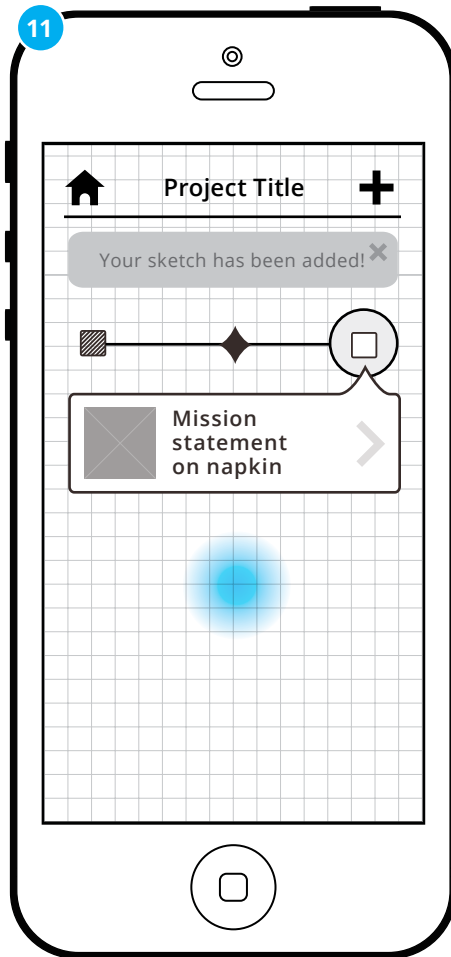 11
Project Title
Your sketch has been added!
Mission
statement
on napkin